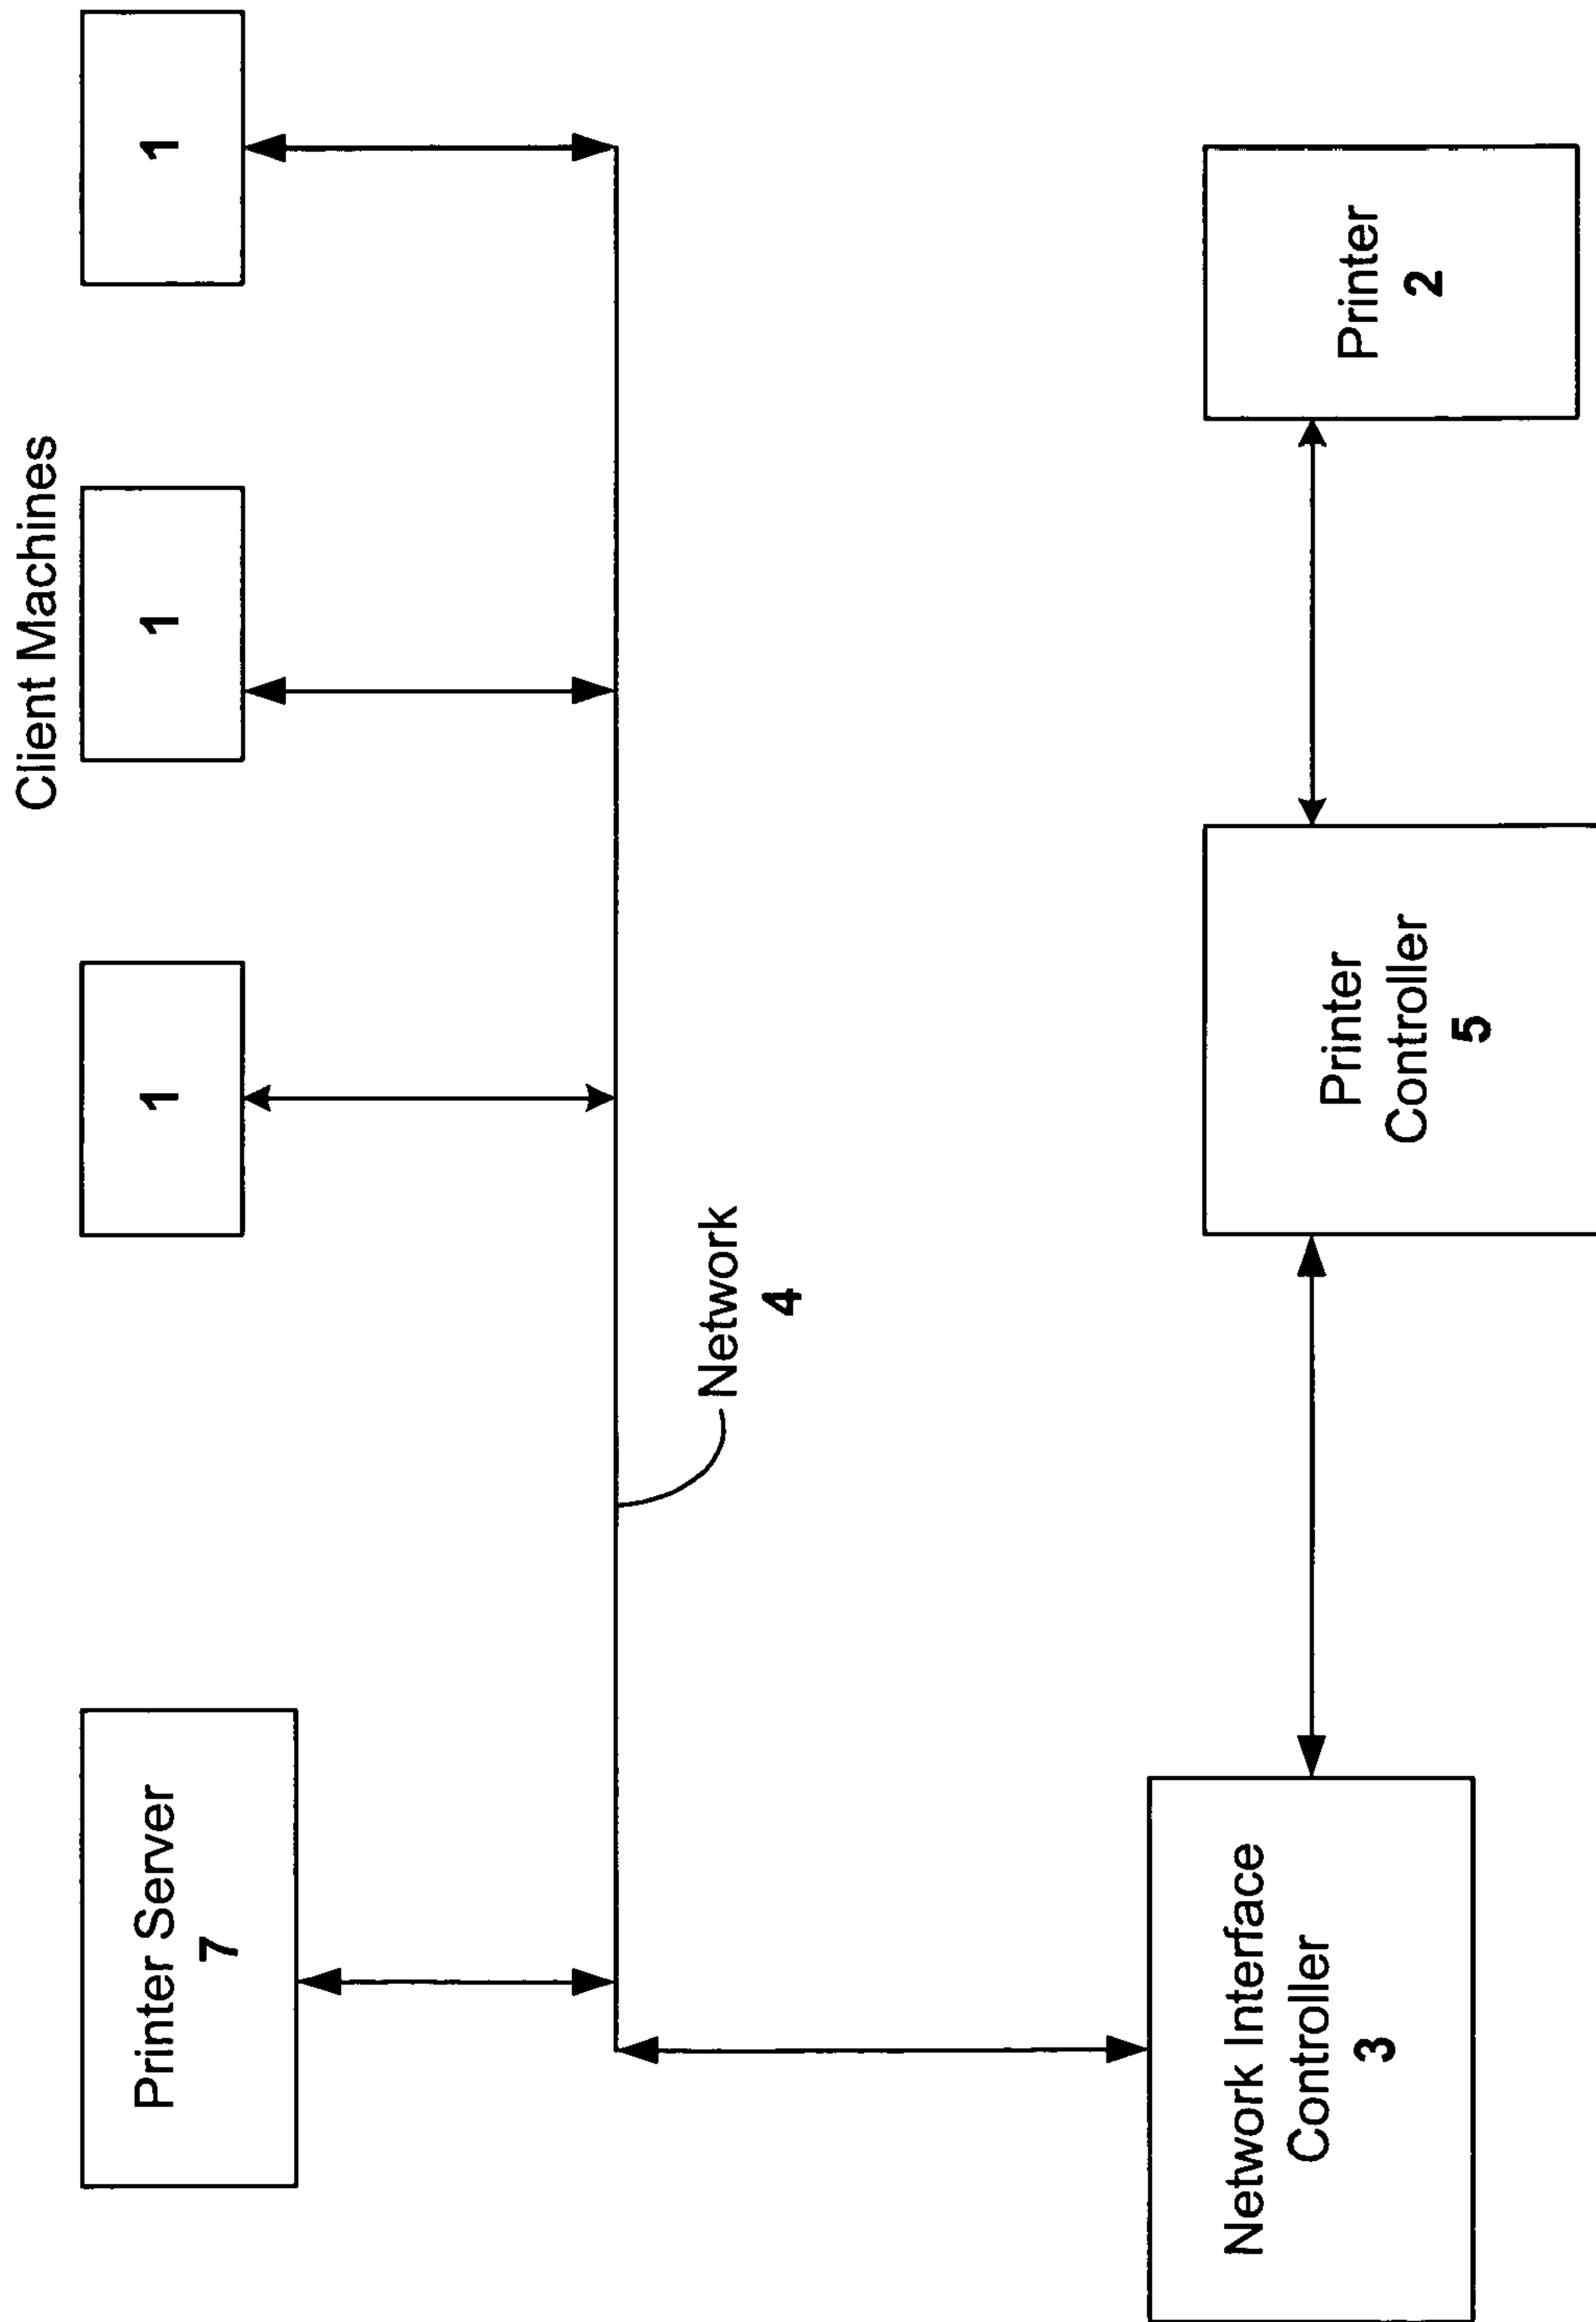 Client Machines
Printer Server
7
1
1
1
Network
4
Network Interface
Controller
3
Printer
Controller
5
Printer
2